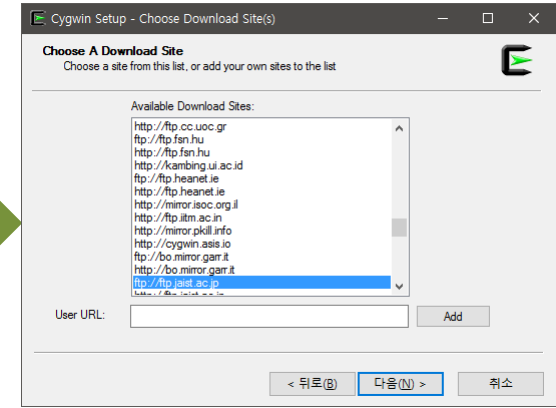 Cygwin Setup - Choose Download Site(s)
Choose A Download Site
Choose a site from this list, or add your own sites to the list
Available Download Sites:
http://ftp.cc.uoc.gr
ftp://ftp.fsn.hu
http://ftp.fsn.hu
http://kambing.ui.ac.id
ftp://ftp.heanet.ie
http://ftp.heanet.ie
http://mirror.isoc.org.il
http://ftp.iitm.ac.in
http://mirror.pkill.info
http://cygwin.asis.io
ftp://bo.mirror.garr.it
http://bo.mirror.garr.it
ftp://ftp.jaist.ac.jp
User URL:
Add
< 뒤로(B)
다음(N) >
취소